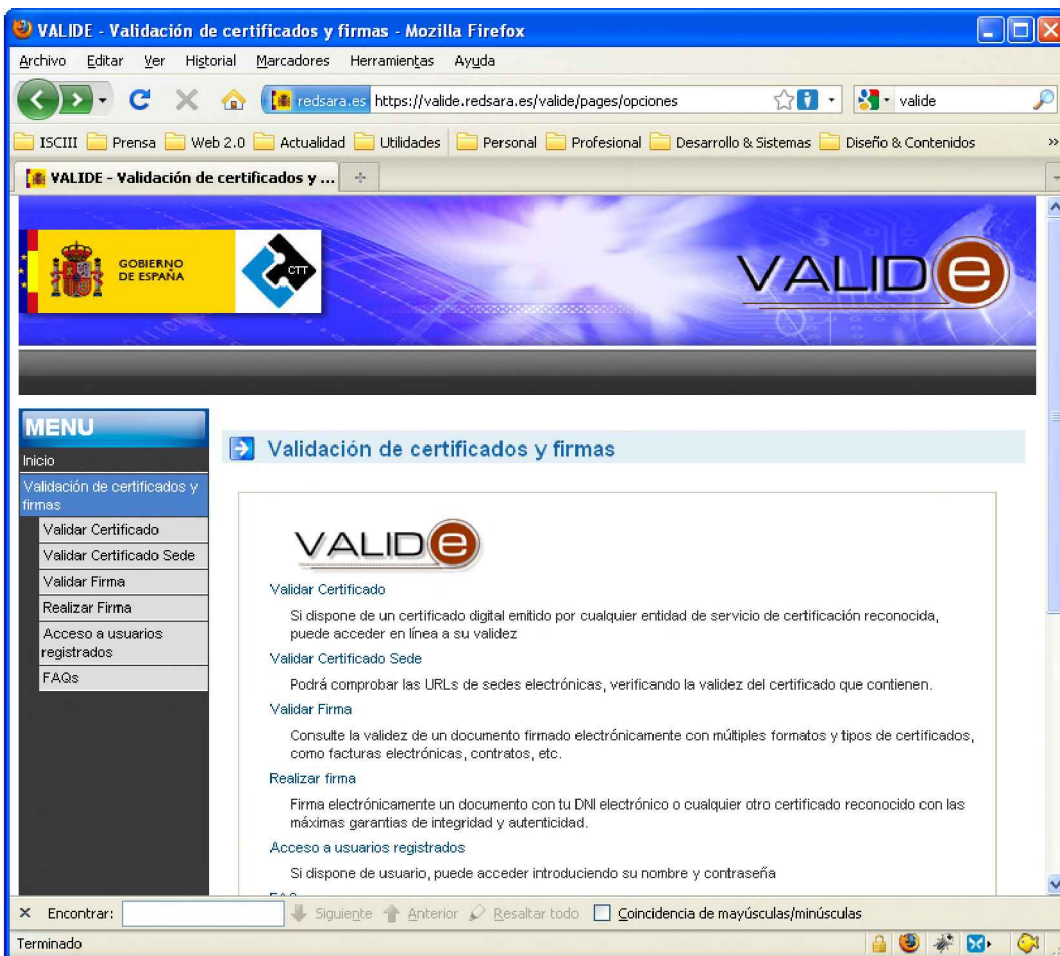 VALIDE - Validación de certificados y firmas - Mozilla Firefox
Archivo Editar Ver Historial Marcadores Herramientas Ayuda
redsara.es https://valide.redsara.es/valide/pages/opciones valide
ISCIII Prensa Web 2.0 Actualidad Utilidades Personal Profesional Desarrollo & Sistemas Diseño & Contenidos »
VALIDE - Validación de certificados y ...
GOBIERNO
DE ESPAÑA
CTT
VALIDe
MENU
Inicio
Validación de certificados y
firmas
Validar Certificado
Validar Certificado Sede
Validar Firma
Realizar Firma
Acceso a usuarios
registrados
FAQs
Validación de certificados y firmas
VALIDe
Validar Certificado
Si dispone de un certificado digital emitido por cualquier entidad de servicio de certificación reconocida,
puede acceder en línea a su validez
Validar Certificado Sede
Podrá comprobar las URLs de sedes electrónicas, verificando la validez del certificado que contienen.
Validar Firma
Consulte la validez de un documento firmado electrónicamente con múltiples formatos y tipos de certificados,
como facturas electrónicas, contratos, etc.
Realizar firma
Firma electrónicamente un documento con tu DNI electrónico o cualquier otro certificado reconocido con las
máximas garantias de integridad y autenticidad.
Acceso a usuarios registrados
Si dispone de usuario, puede acceder introduciendo su nombre y contraseña
Encontrar: Siguiente Anterior Resaltar todo Coincidencia de mayúsculas/minúsculas
Terminado